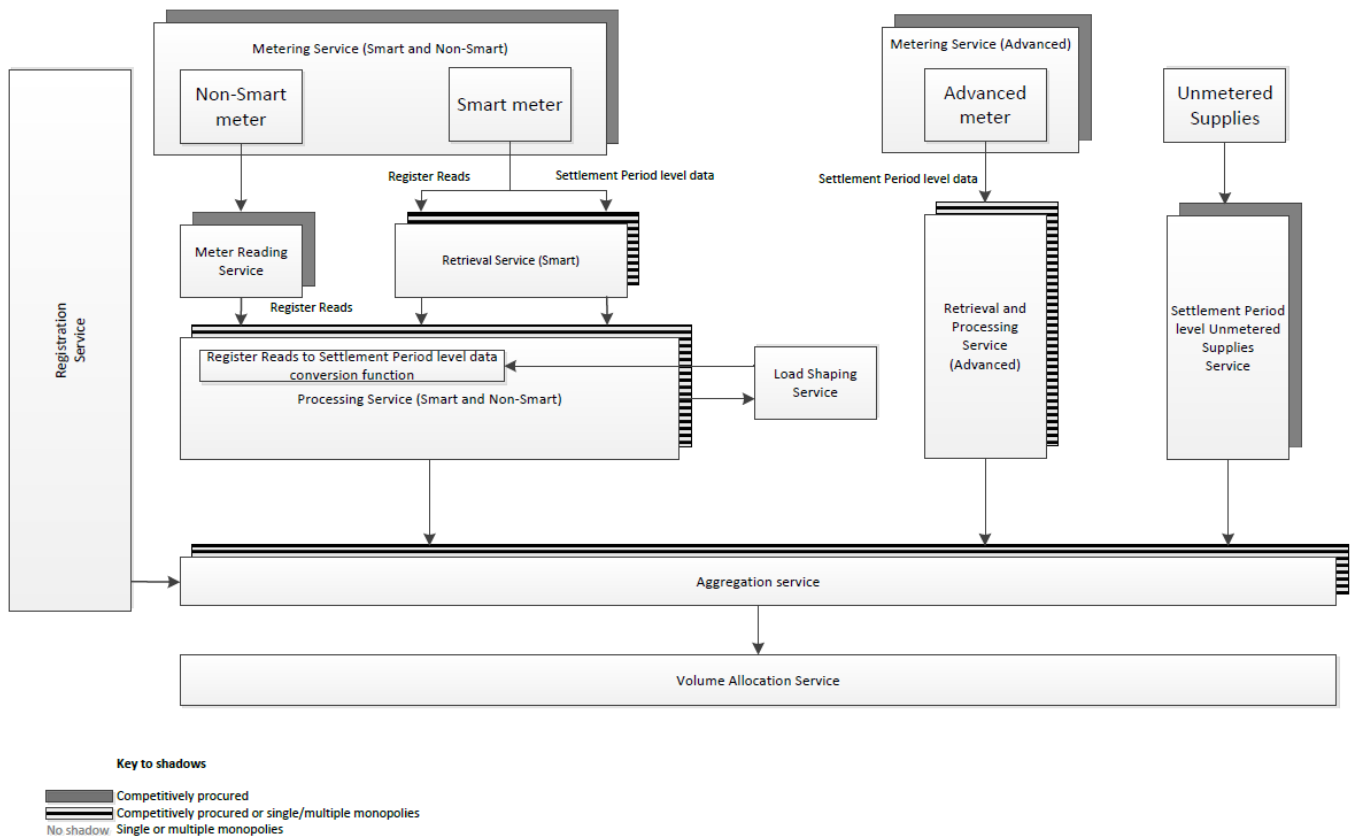 Metering Service (Smart and Non-Smart)
Non-Smart
meter
Smart meter
Metering Service (Advanced)
Advanced
meter
Unmetered
Supplies
Registration
Service
Register Reads
Settlement Period level data
Settlement Period level data
Meter Reading
Service
Retrieval Service (Smart)
Register Reads
Register Reads to Settlement Period level data
conversion function
Processing Service (Smart and Non-Smart)
Load Shaping
Service
Retrieval and
Processing
Service
(Advanced)
Settlement Period
level Unmetered
Supplies
Service
Aggregation service
Volume Allocation Service
Key to shadows
Competitively procured
Competitively procured or single/multiple monopolies
No shadow Single or multiple monopolies